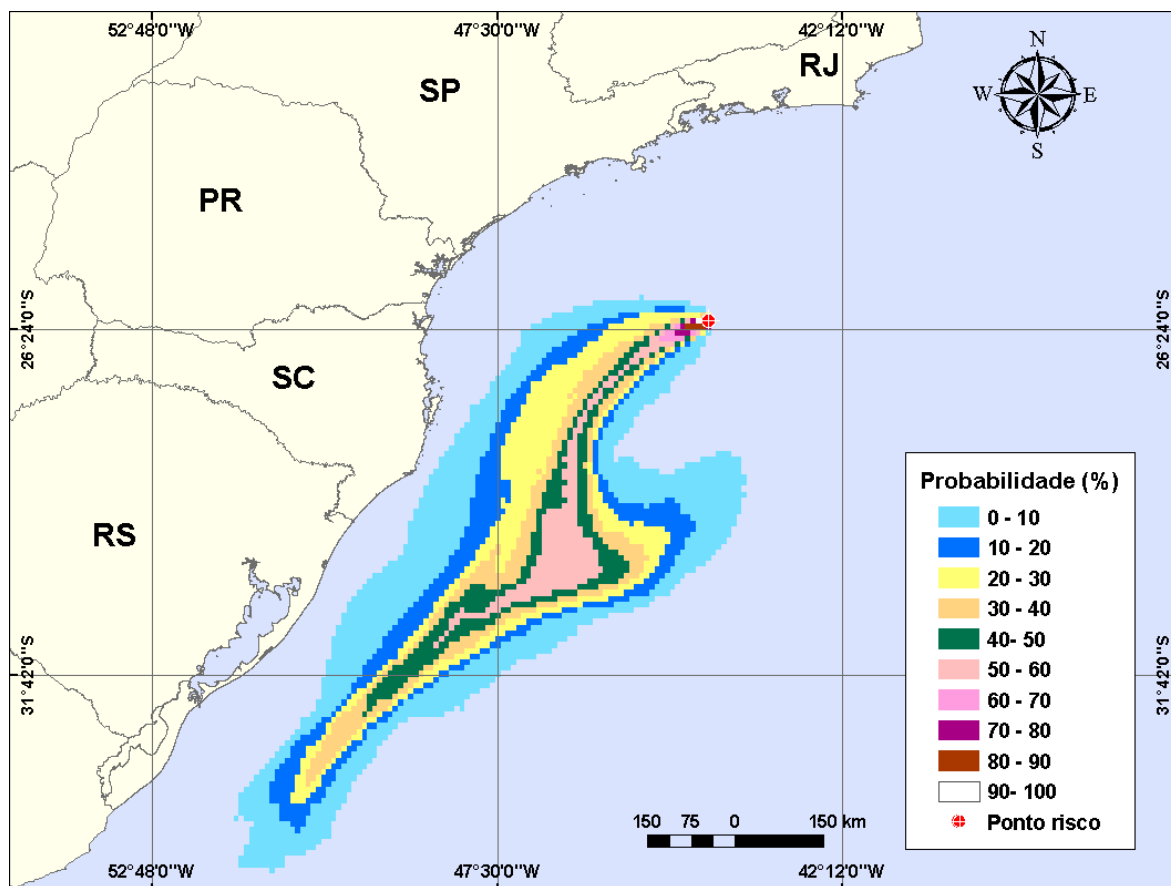 52°48'0"W 47°30'0"W 42°12'0"W
RJ
SP
N
W E
S
PR
26°24'0"S 26°24'0"S
SC
RS
Probabilidade (%)
0 - 10
10 - 20
20 - 30
30 - 40
40- 50
50 - 60
60 - 70
70 - 80
80 - 90
90- 100
Ponto risco
31°42'0"S 31°42'0"S
150 75 0 150 km
52°48'0"W 47°30'0"W 42°12'0"W